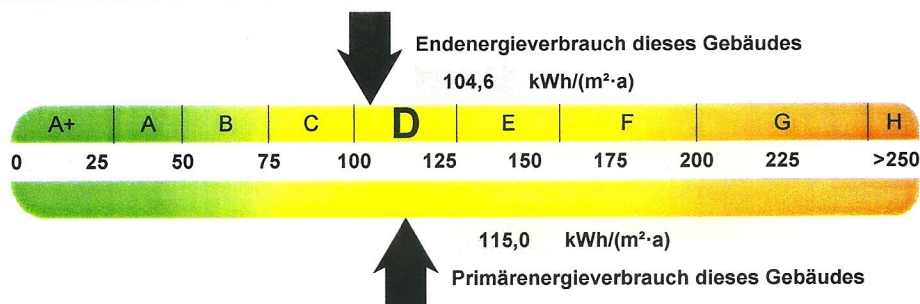 Endenergieverbrauch dieses Gebäudes
104,6 kWh/(m²·a)
A+ A B C D E F G H
0 25 50 75 100 125 150 175 200 225 >250
115,0 kWh/(m²·a)
Primärenergieverbrauch dieses Gebäudes